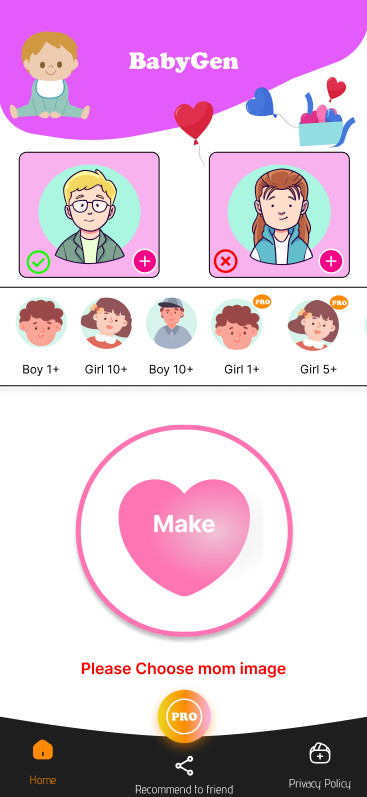 BabyGen
PRO PRO
Boy 1+ Girl 10+ Boy 10+ Girl 1+ Girl 5+
Make
Please Choose mom image
PRO
Home Recommend to friend Privacy Policy